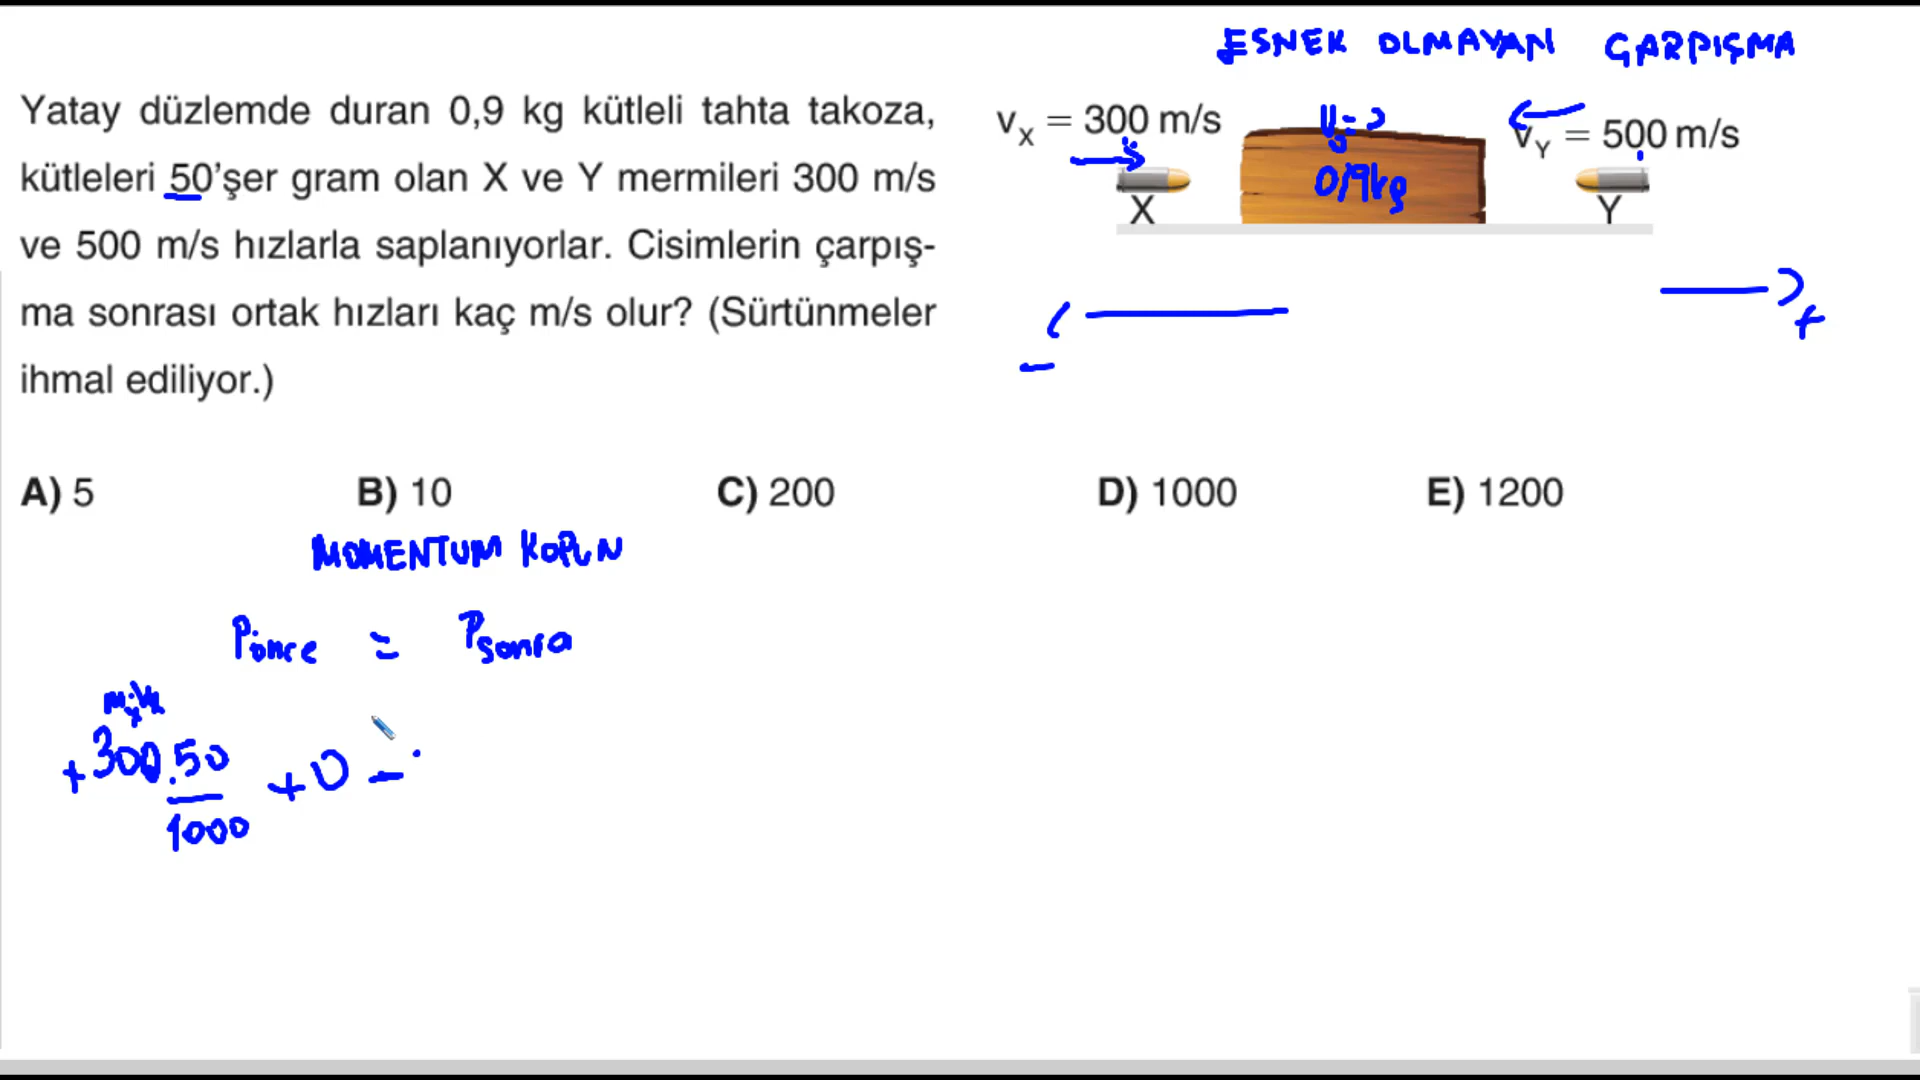 ESNEK OLMAYAN ÇARPIŞMA
Yatay düzlemde duran 0,9 kg kütleli tahta takoza,
kütleleri 50’şer gram olan X ve Y mermileri 300 m/s
ve 500 m/s hızlarla saplanıyorlar. Cisimlerin çarpış-
ma sonrası ortak hızları kaç m/s olur? (Sürtünmeler
ihmal ediliyor.)
vX = 300 m/s
0,9kg
vY = 500 m/s
X
Y
- +
A) 5 B) 10 C) 200 D) 1000 E) 1200
MOMENTUM KORUN
Pönce = Psonra
+300.50 + 0 -
1000